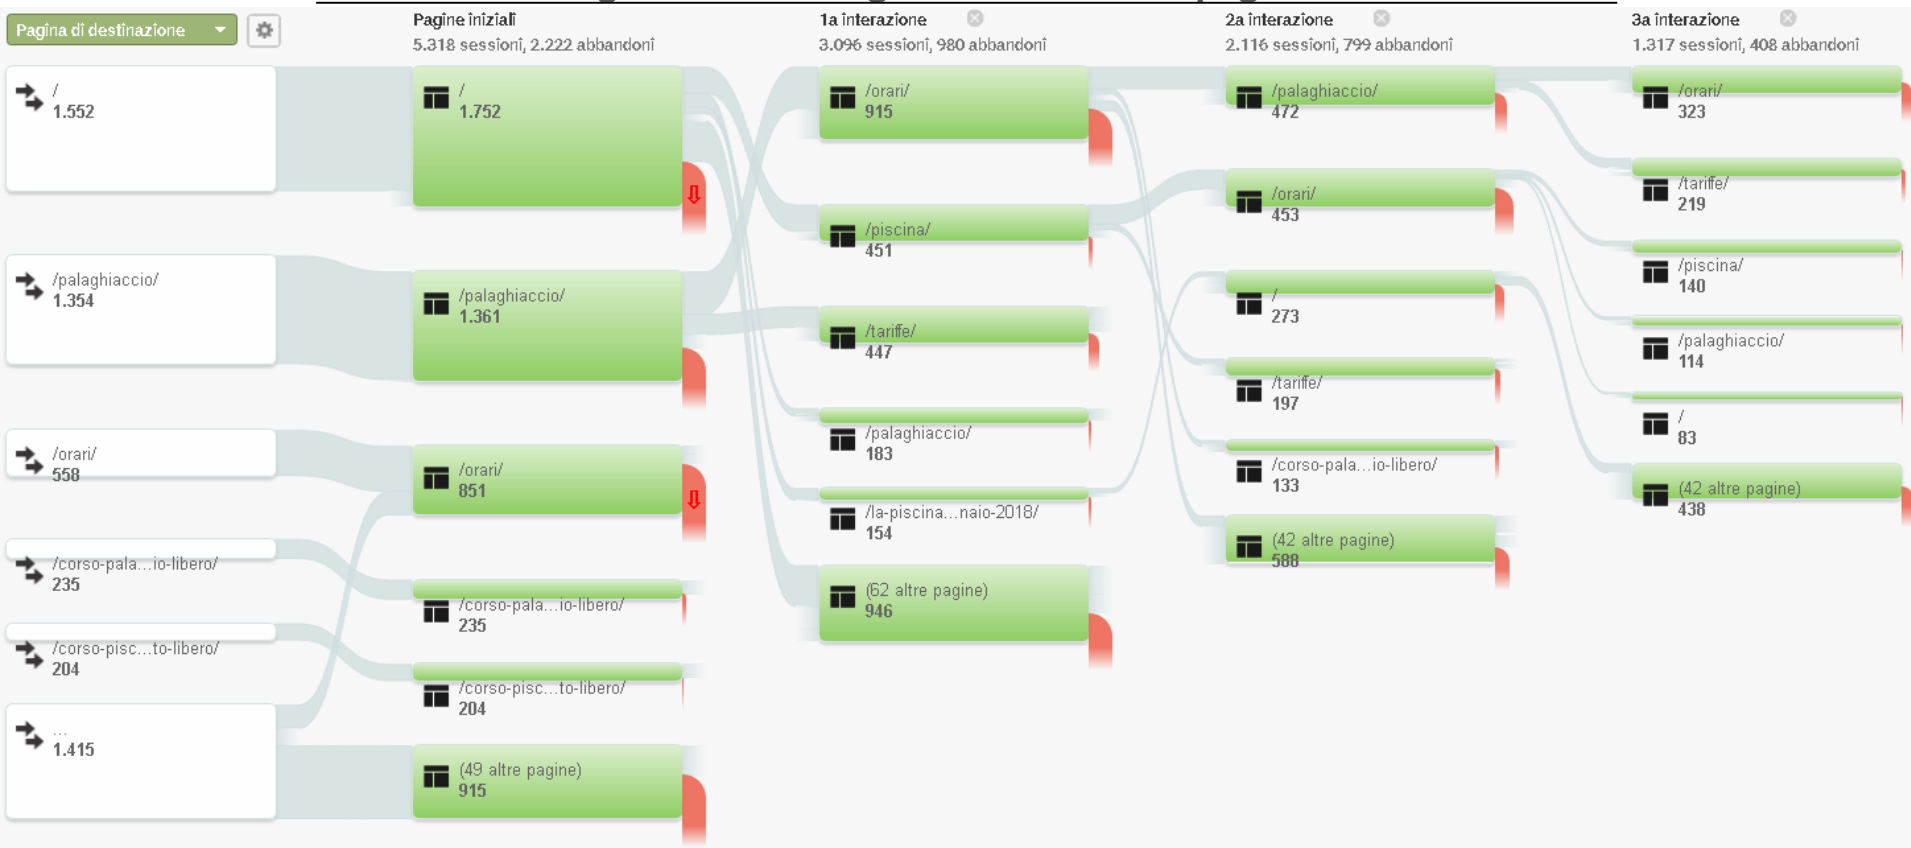 Pagina di destinazione
/
1.552
/palaghiaccio/
1.354
/orari/
558
/corso-pala...io-libero/
235
/corso-pisc...to-libero/
204
...
1.415
Pagine iniziali
5.318 sessioni, 2.222 abbandoni
/
1.752
/palaghiaccio/
1.361
/orari/
851
/corso-pala...io-libero/
235
/corso-pisc...to-libero/
204
(49 altre pagine)
915
1a interazione
3.096 sessioni, 980 abbandoni
/orari/
915
/piscina/
451
/tariffe/
447
/palaghiaccio/
183
/la-piscina...naio-2018/
154
(62 altre pagine)
946
2a interazione
2.116 sessioni, 799 abbandoni
/palaghiaccio/
472
/orari/
453
/
273
/tariffe/
197
/corso-pala...io-libero/
133
(42 altre pagine)
588
3a interazione
1.317 sessioni, 408 abbandoni
/orari/
323
/tariffe/
219
/piscina/
140
/palaghiaccio/
114
/
83
(42 altre pagine)
438